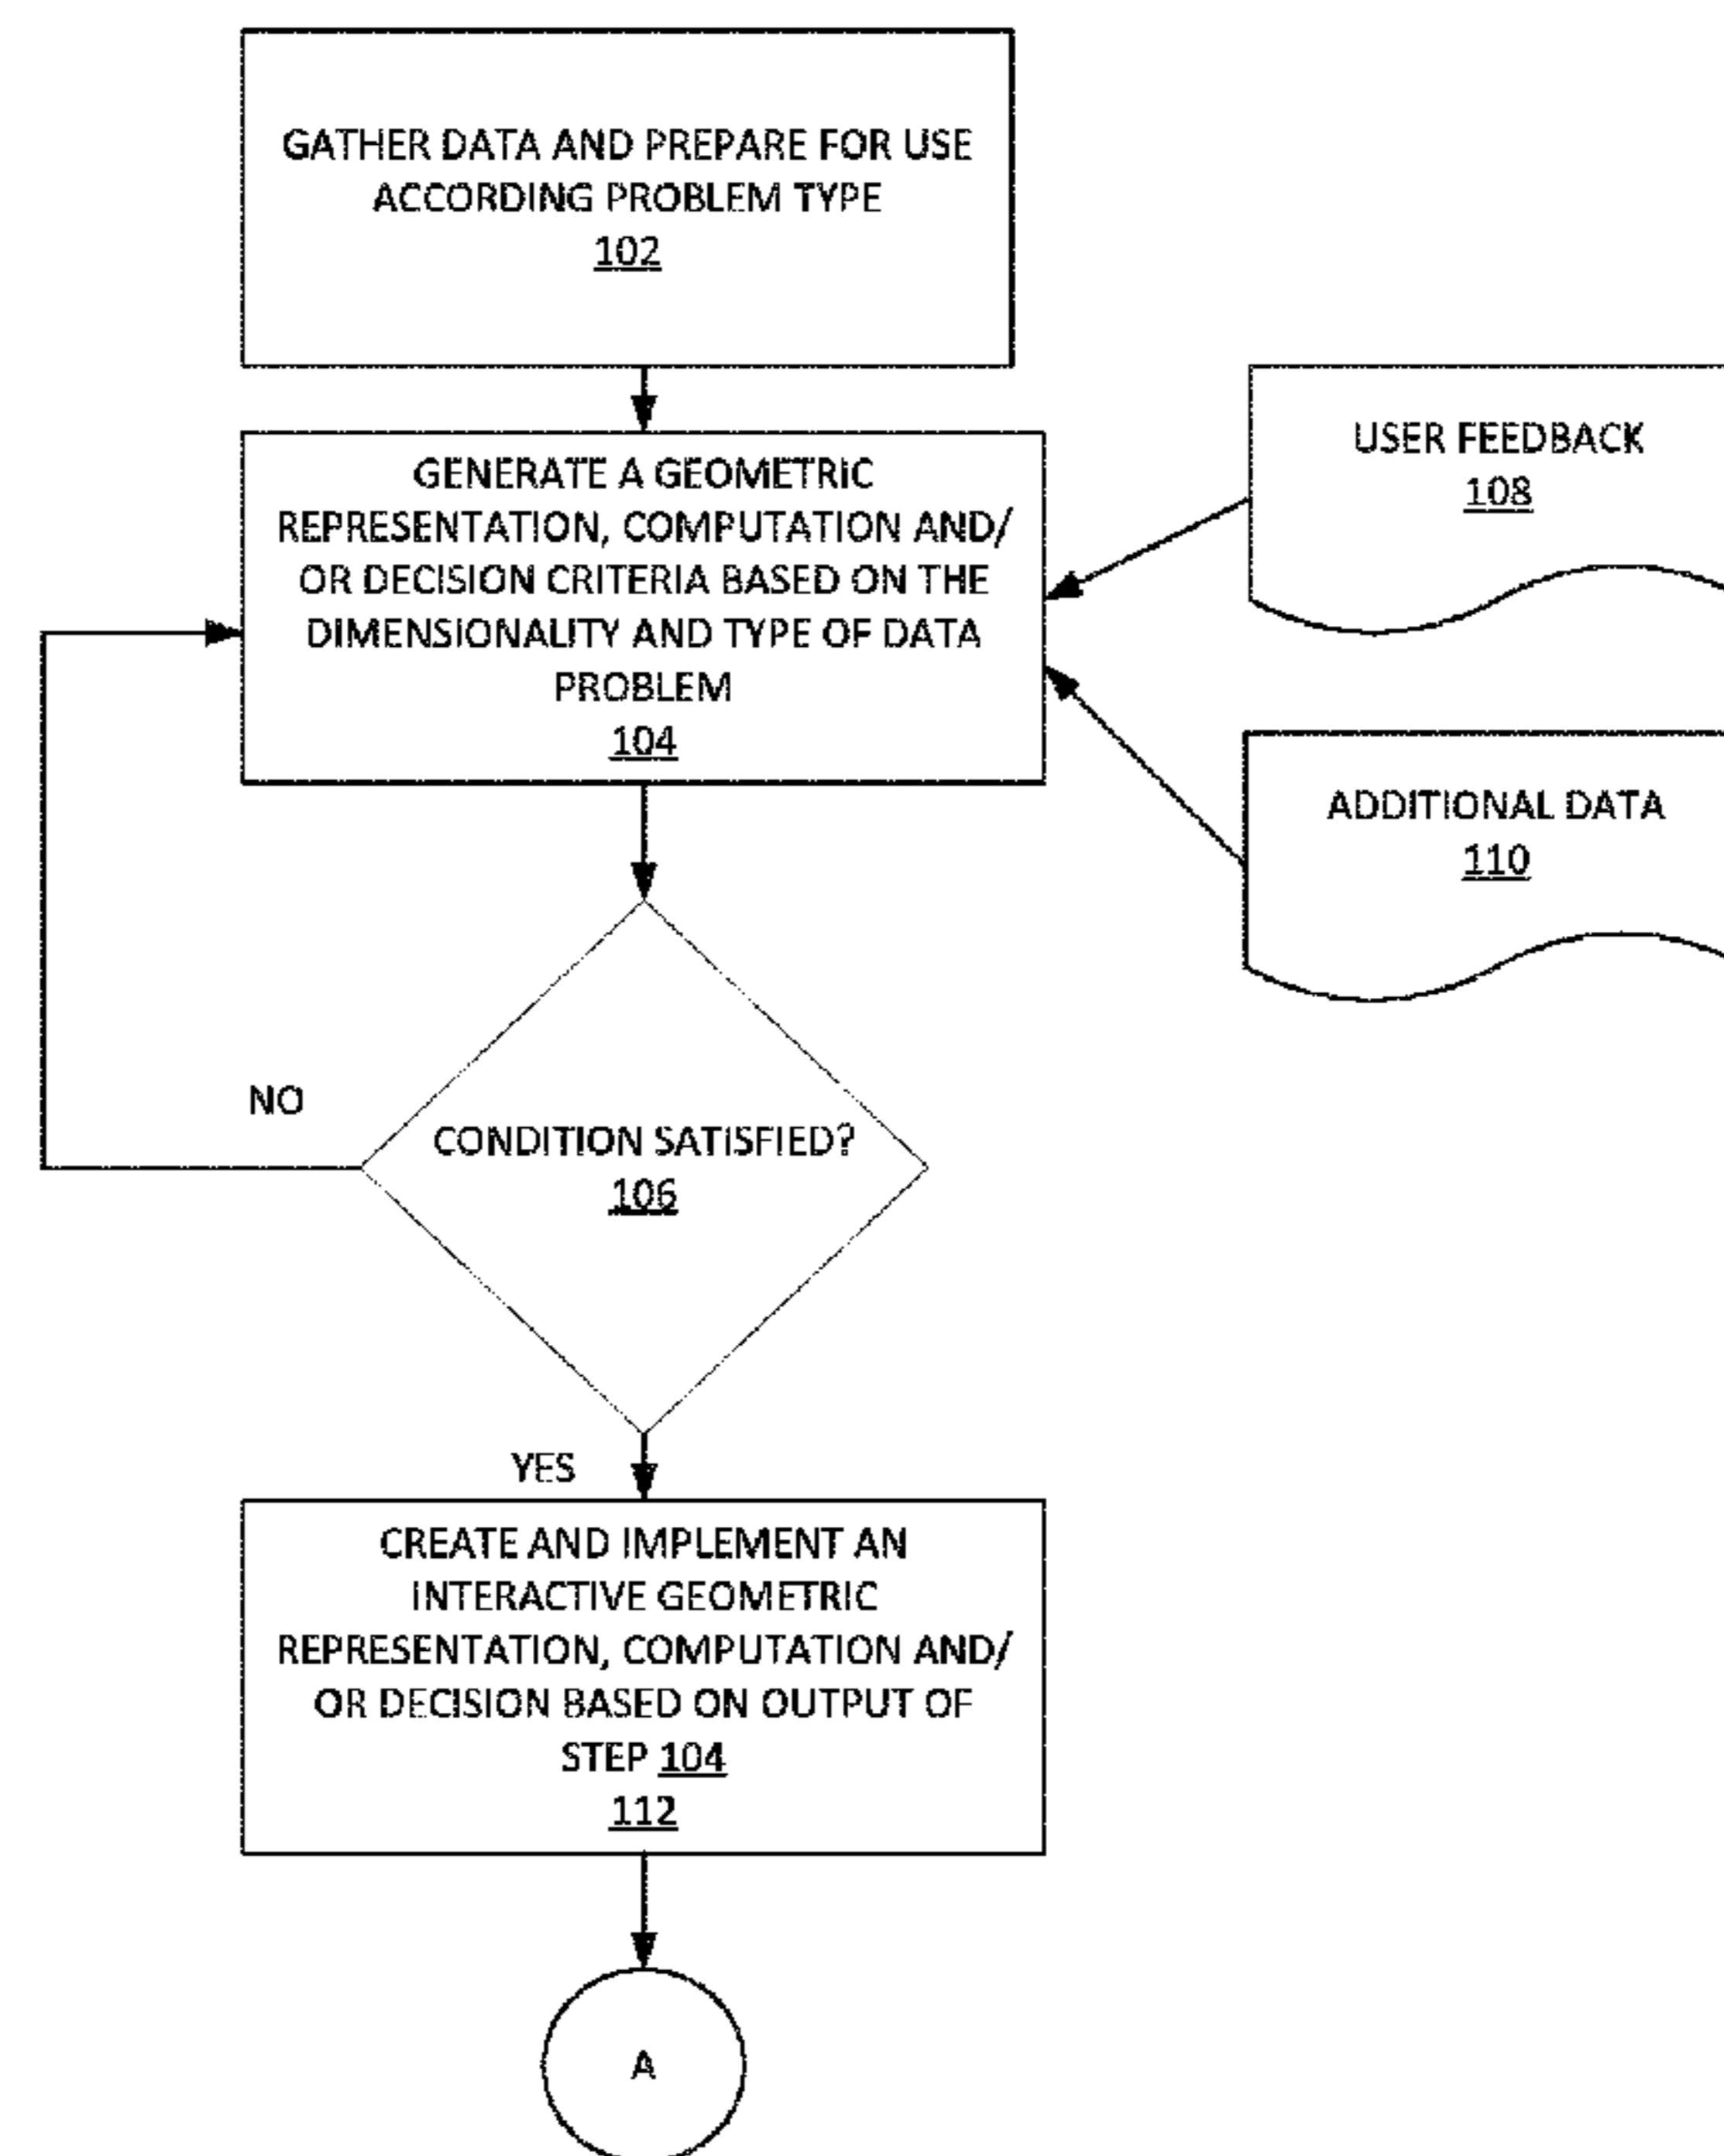 GATHER DATA AND PREPARE FOR USE
ACCORDING PROBLEM TYPE
102
GENERATE A GEOMETRIC
REPRESENTATION, COMPUTATION AND/
OR DECISION CRITERIA BASED ON THE
DIMENSIONALITY AND TYPE OF DATA
PROBLEM
104
USER FEEDBACK
108
ADDITIONAL DATA
110
NO
CONDITION SATISFIED?
106
YES
CREATE AND IMPLEMENT AN
INTERACTIVE GEOMETRIC
REPRESENTATION, COMPUTATION AND/
OR DECISION BASED ON OUTPUT OF
STEP 104
112
A